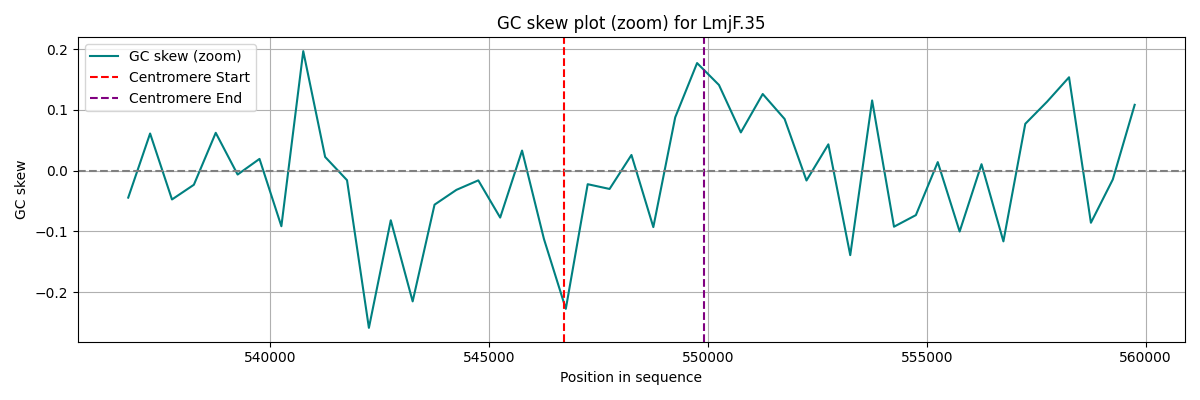 GC skew plot (zoom) for LmjF.35
GC skew (zoom)
Centromere Start
Centromere End
GC skew
0.2
0.1
0.0
−0.1
−0.2
540000
545000
550000
555000
560000
Position in sequence